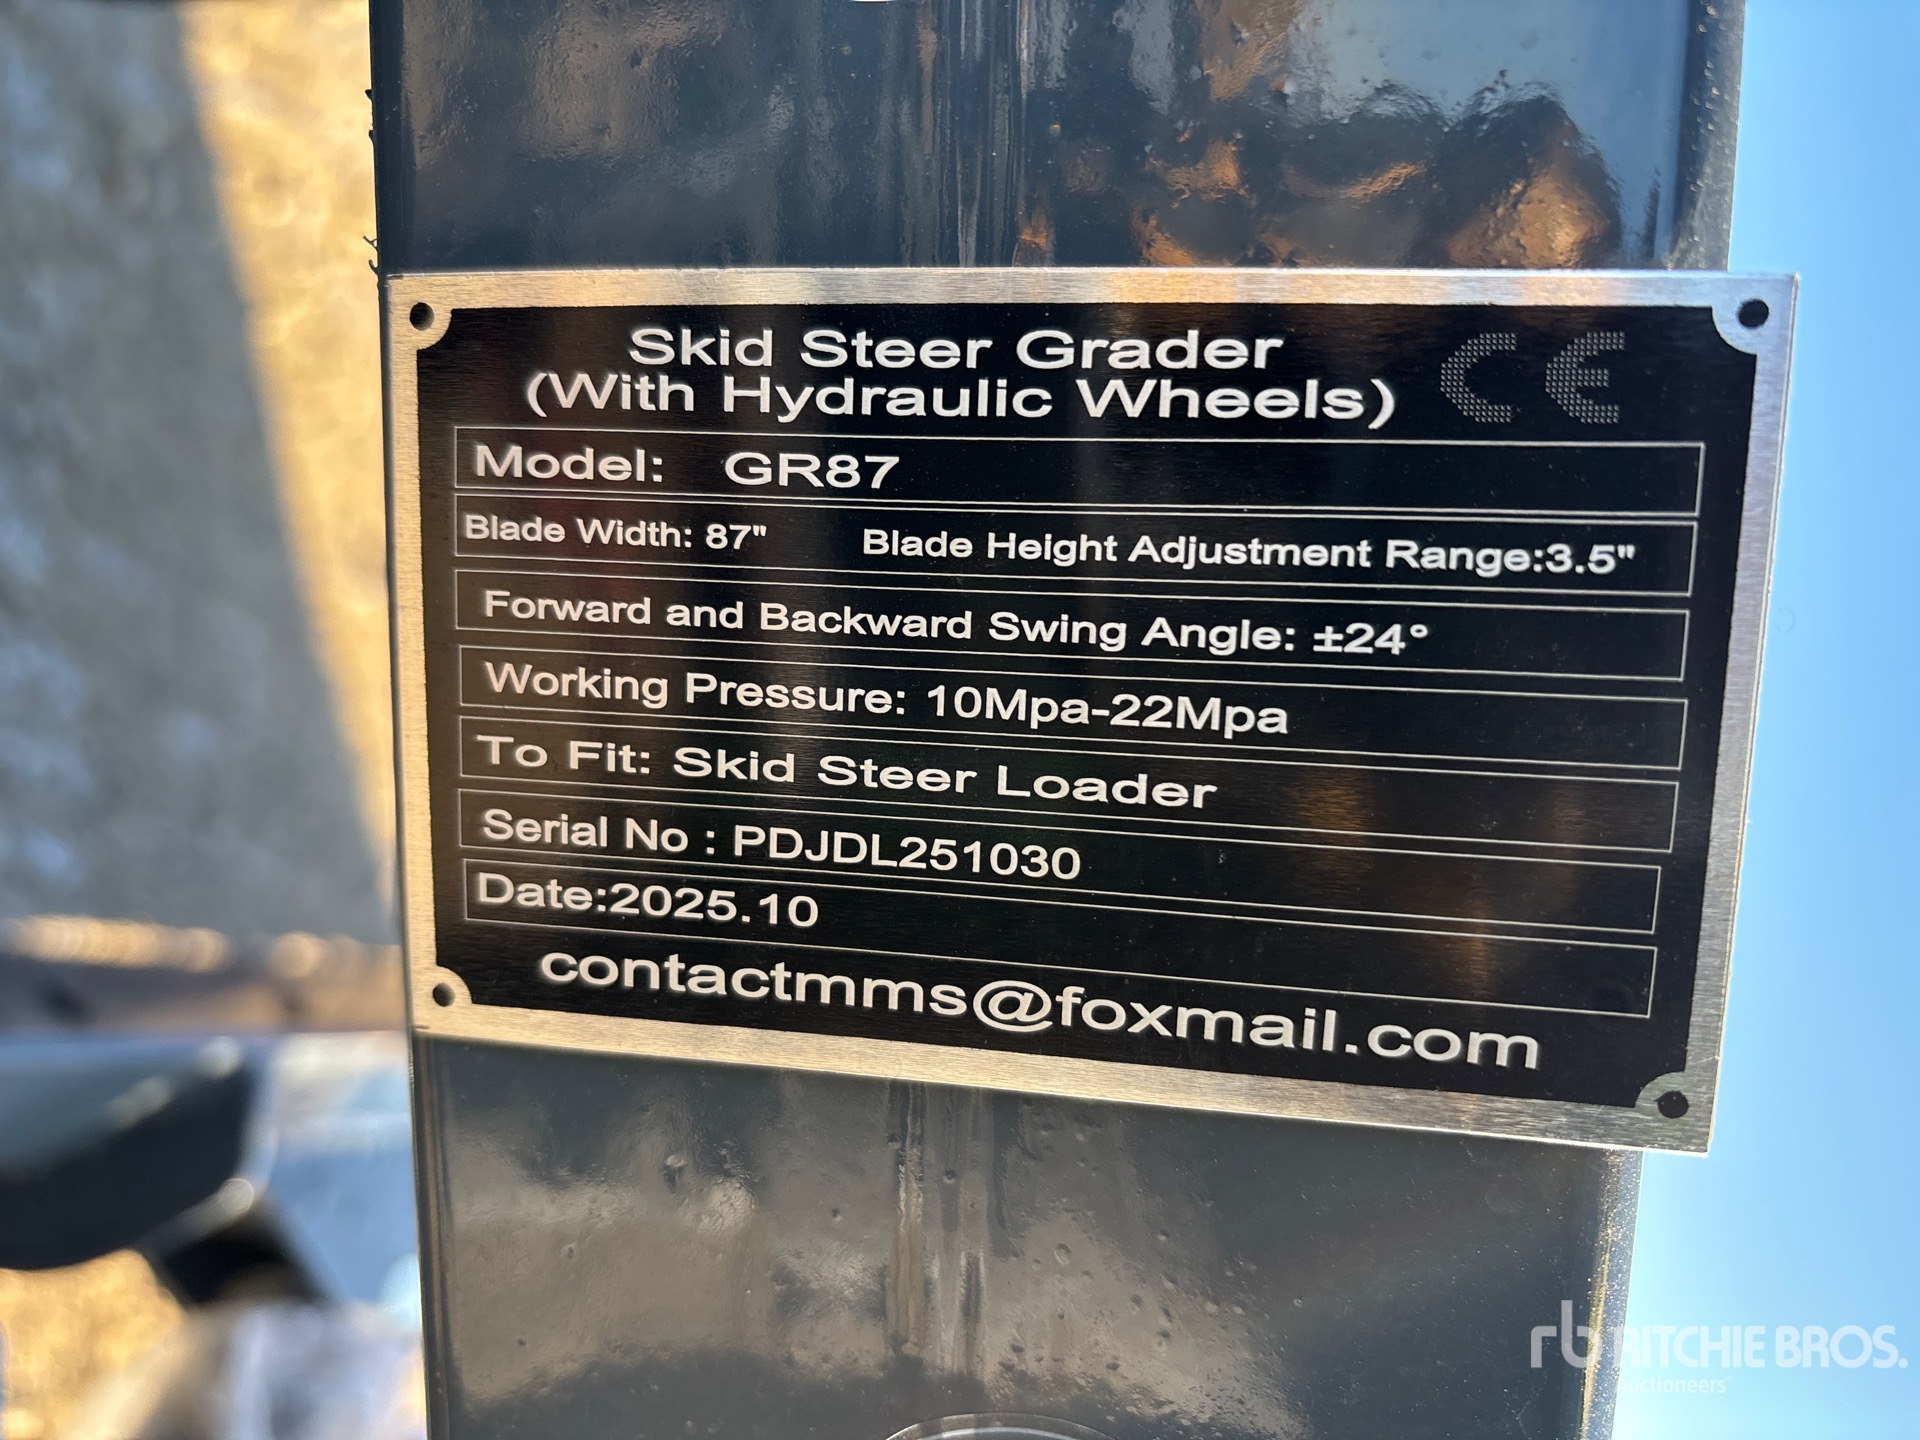 Skid Steer Grader
(With Hydraulic Wheels)
CE
Model: GR87
Blade Width: 87" Blade Height Adjustment Range:3.5"
Forward and Backward Swing Angle: ±24°
Working Pressure: 10Mpa-22Mpa
To Fit: Skid Steer Loader
Serial No : PDJDL251030
Date:2025.10
contactmms@foxmail.com
rb RITCHIE BROS.
Auctioneers